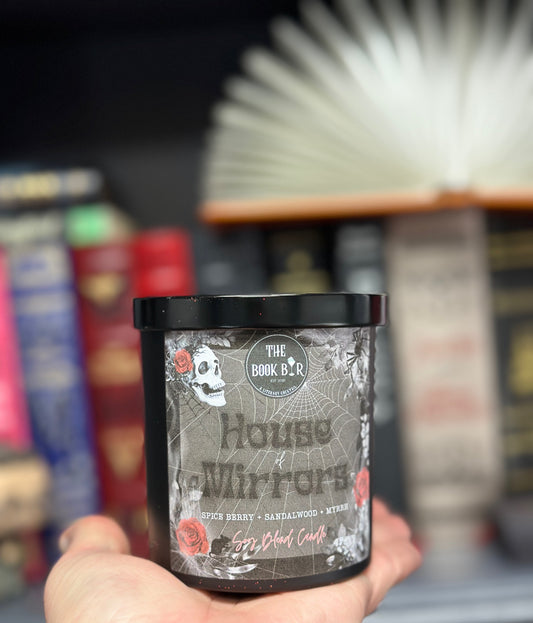 THE
BOOK BAR
House
of
Mirrors
SPICE BERRY + SANDALWOOD + MYRRH
Soy Blend Candle